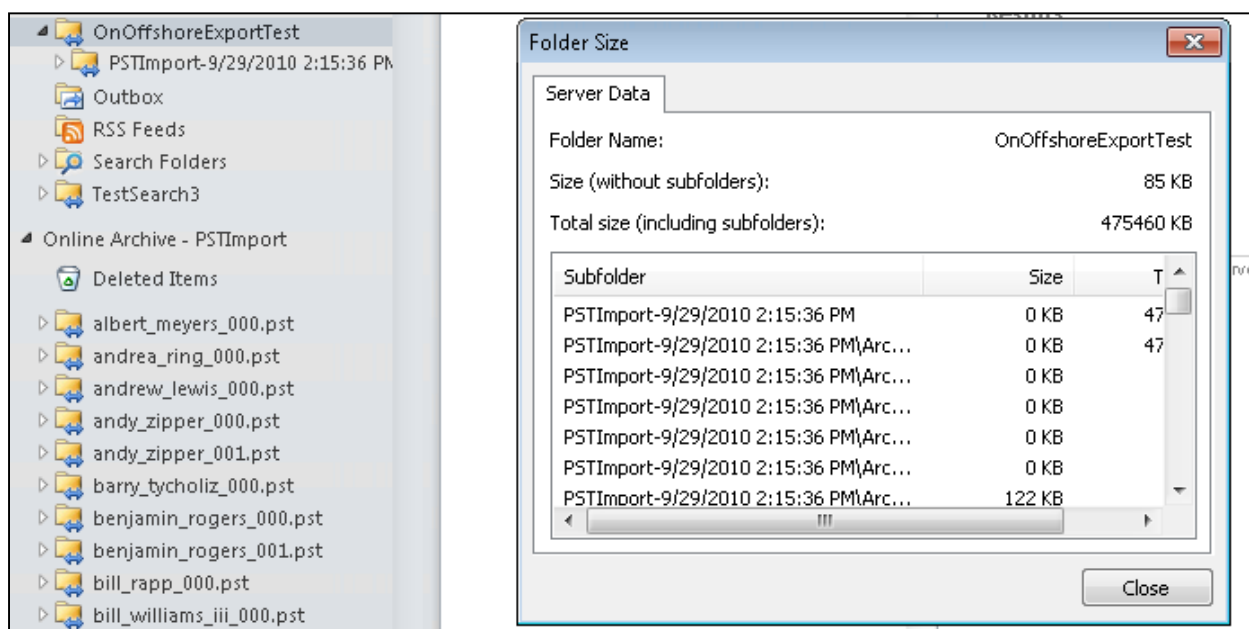 OnOffshoreExportTest
PSTImport-9/29/2010 2:15:36 PM
Outbox
RSS Feeds
Search Folders
TestSearch3
Online Archive - PSTImport
Deleted Items
albert_meyers_000.pst
andrea_ring_000.pst
andrew_lewis_000.pst
andy_zipper_000.pst
andy_zipper_001.pst
barry_tycholiz_000.pst
benjamin_rogers_000.pst
benjamin_rogers_001.pst
bill_rapp_000.pst
bill_williams_iii_000.pst
Folder Size
Server Data
Folder Name: OnOffshoreExportTest
Size (without subfolders): 85 KB
Total size (including subfolders): 475460 KB
Subfolder Size T
PSTImport-9/29/2010 2:15:36 PM 0 KB 47
PSTImport-9/29/2010 2:15:36 PM\Arc... 0 KB 47
PSTImport-9/29/2010 2:15:36 PM\Arc... 0 KB
PSTImport-9/29/2010 2:15:36 PM\Arc... 0 KB
PSTImport-9/29/2010 2:15:36 PM\Arc... 0 KB
PSTImport-9/29/2010 2:15:36 PM\Arc... 0 KB
PSTImport-9/29/2010 2:15:36 PM\Arc... 122 KB
Close